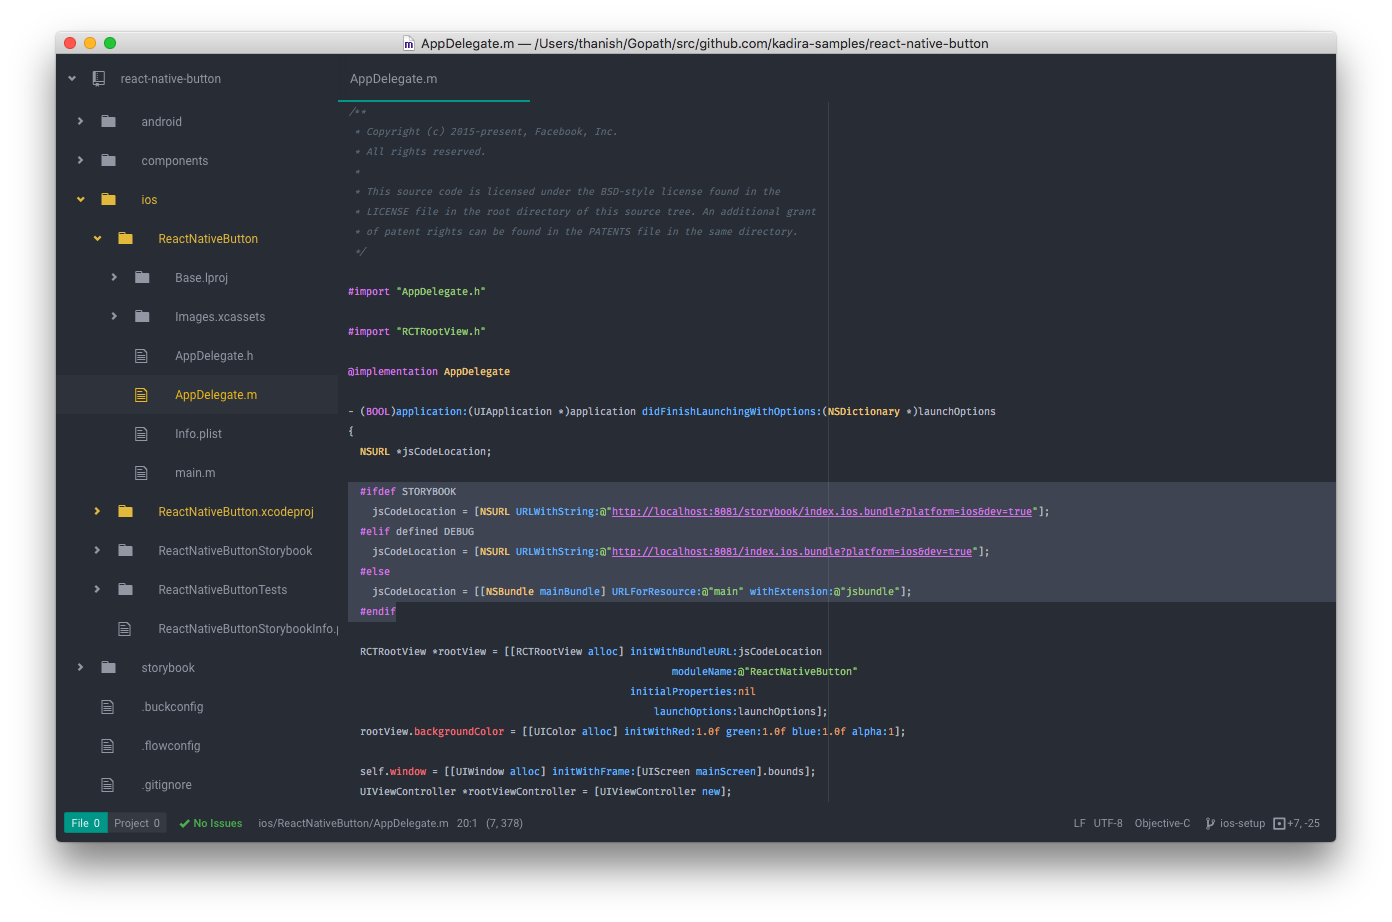 AppDelegate.m — /Users/thanish/Gopath/src/github.com/kadira-samples/react-native-button
react-native-button
android
components
ios
ReactNativeButton
Base.lproj
Images.xcassets
AppDelegate.h
AppDelegate.m
Info.plist
main.m
ReactNativeButton.xcodeproj
ReactNativeButtonStorybook
ReactNativeButtonTests
ReactNativeButtonStorybookInfo.p
storybook
.buckconfig
.flowconfig
.gitignore
AppDelegate.m
/**
* Copyright (c) 2015-present, Facebook, Inc.
* All rights reserved.
*
* This source code is licensed under the BSD-style license found in the
* LICENSE file in the root directory of this source tree. An additional grant
* of patent rights can be found in the PATENTS file in the same directory.
*/
#import "AppDelegate.h"
#import "RCTRootView.h"
@implementation AppDelegate
- (BOOL)application:(UIApplication *)application didFinishLaunchingWithOptions:(NSDictionary *)launchOptions
{
NSURL *jsCodeLocation;
#ifdef STORYBOOK
jsCodeLocation = [NSURL URLWithString:@"http://localhost:8081/storybook/index.ios.bundle?platform=ios&dev=true"];
#elif defined DEBUG
jsCodeLocation = [NSURL URLWithString:@"http://localhost:8081/index.ios.bundle?platform=ios&dev=true"];
#else
jsCodeLocation = [[NSBundle mainBundle] URLForResource:@"main" withExtension:@"jsbundle"];
#endif
RCTRootView *rootView = [[RCTRootView alloc] initWithBundleURL:jsCodeLocation
moduleName:@"ReactNativeButton"
initialProperties:nil
launchOptions:launchOptions];
rootView.backgroundColor = [[UIColor alloc] initWithRed:1.0f green:1.0f blue:1.0f alpha:1];
self.window = [[UIWindow alloc] initWithFrame:[UIScreen mainScreen].bounds];
UIViewController *rootViewController = [UIViewController new];
File 0 Project 0 No Issues ios/ReactNativeButton/AppDelegate.m 20:1 (7, 378) LF UTF-8 Objective-C ios-setup +7, -25